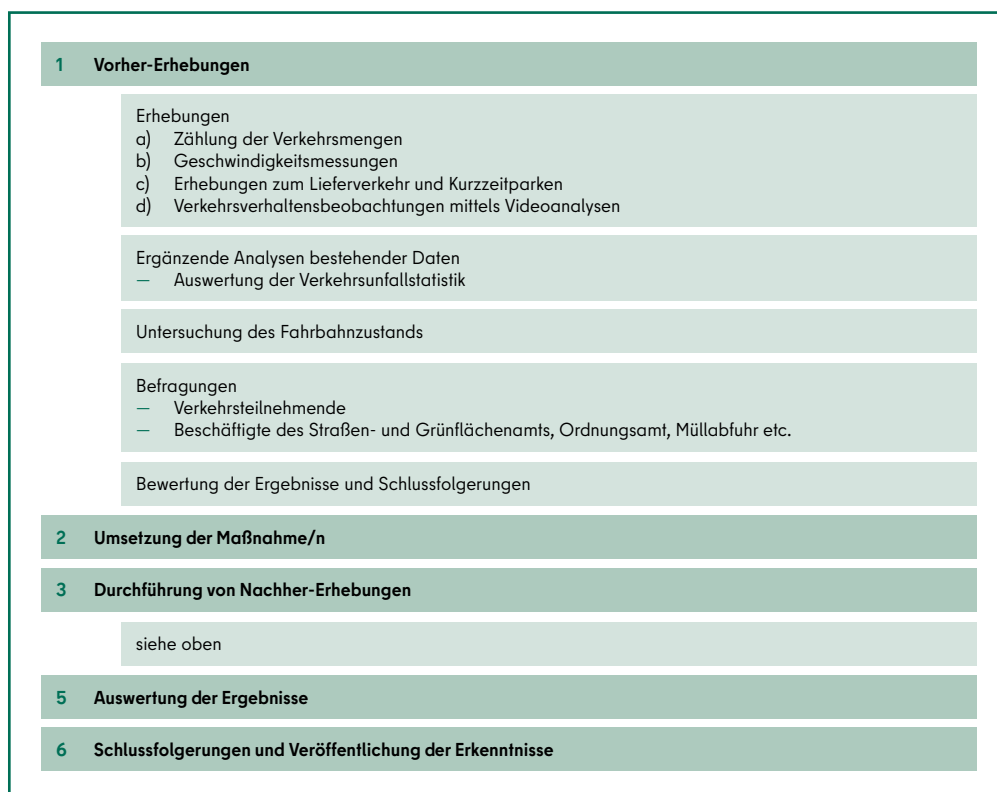 1 Vorher-Erhebungen
Erhebungen
a) Zählung der Verkehrsmengen
b) Geschwindigkeitsmessungen
c) Erhebungen zum Lieferverkehr und Kurzzeitparken
d) Verkehrsverhaltensbeobachtungen mittels Videoanalysen
Ergänzende Analysen bestehender Daten
— Auswertung der Verkehrsunfallstatistik
Untersuchung des Fahrbahnzustands
Befragungen
— Verkehrsteilnehmende
— Beschäftigte des Straßen- und Grünflächenamts, Ordnungsamt, Müllabfuhr etc.
Bewertung der Ergebnisse und Schlussfolgerungen
2 Umsetzung der Maßnahme/n
3 Durchführung von Nachher-Erhebungen
siehe oben
5 Auswertung der Ergebnisse
6 Schlussfolgerungen und Veröffentlichung der Erkenntnisse